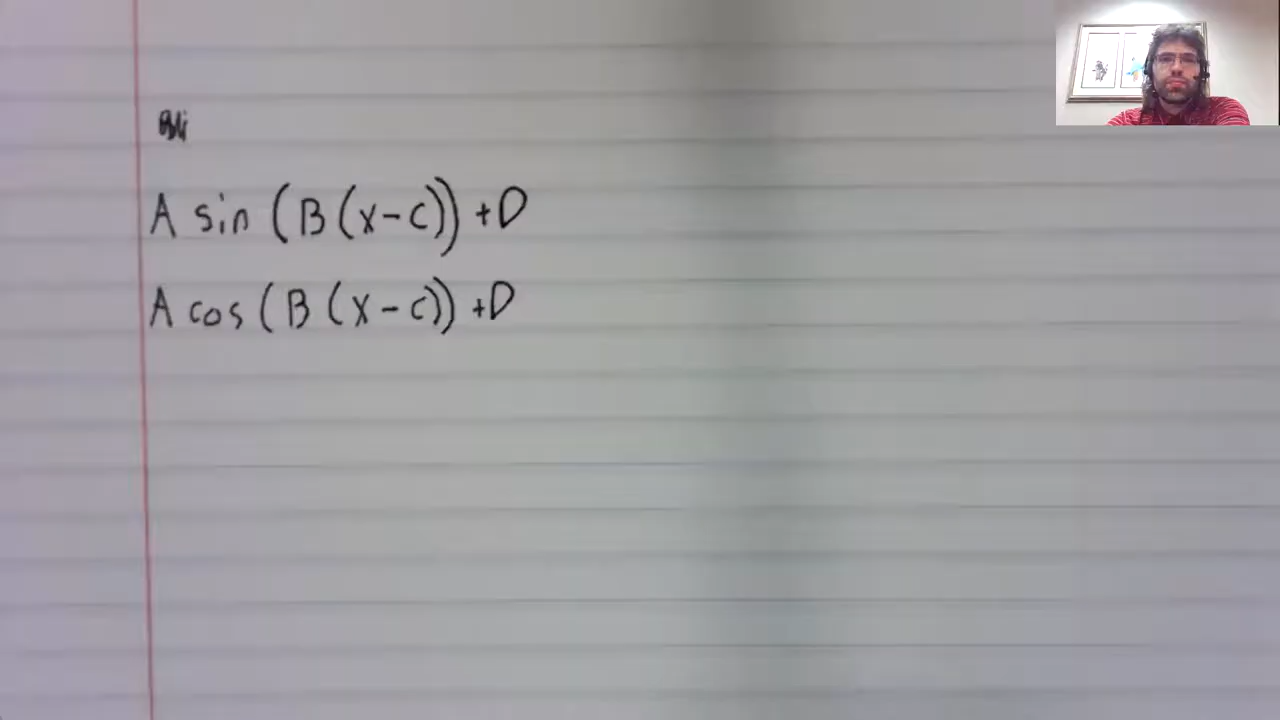 A sin (B(x-c)) +D
A cos (B(x-c)) +D